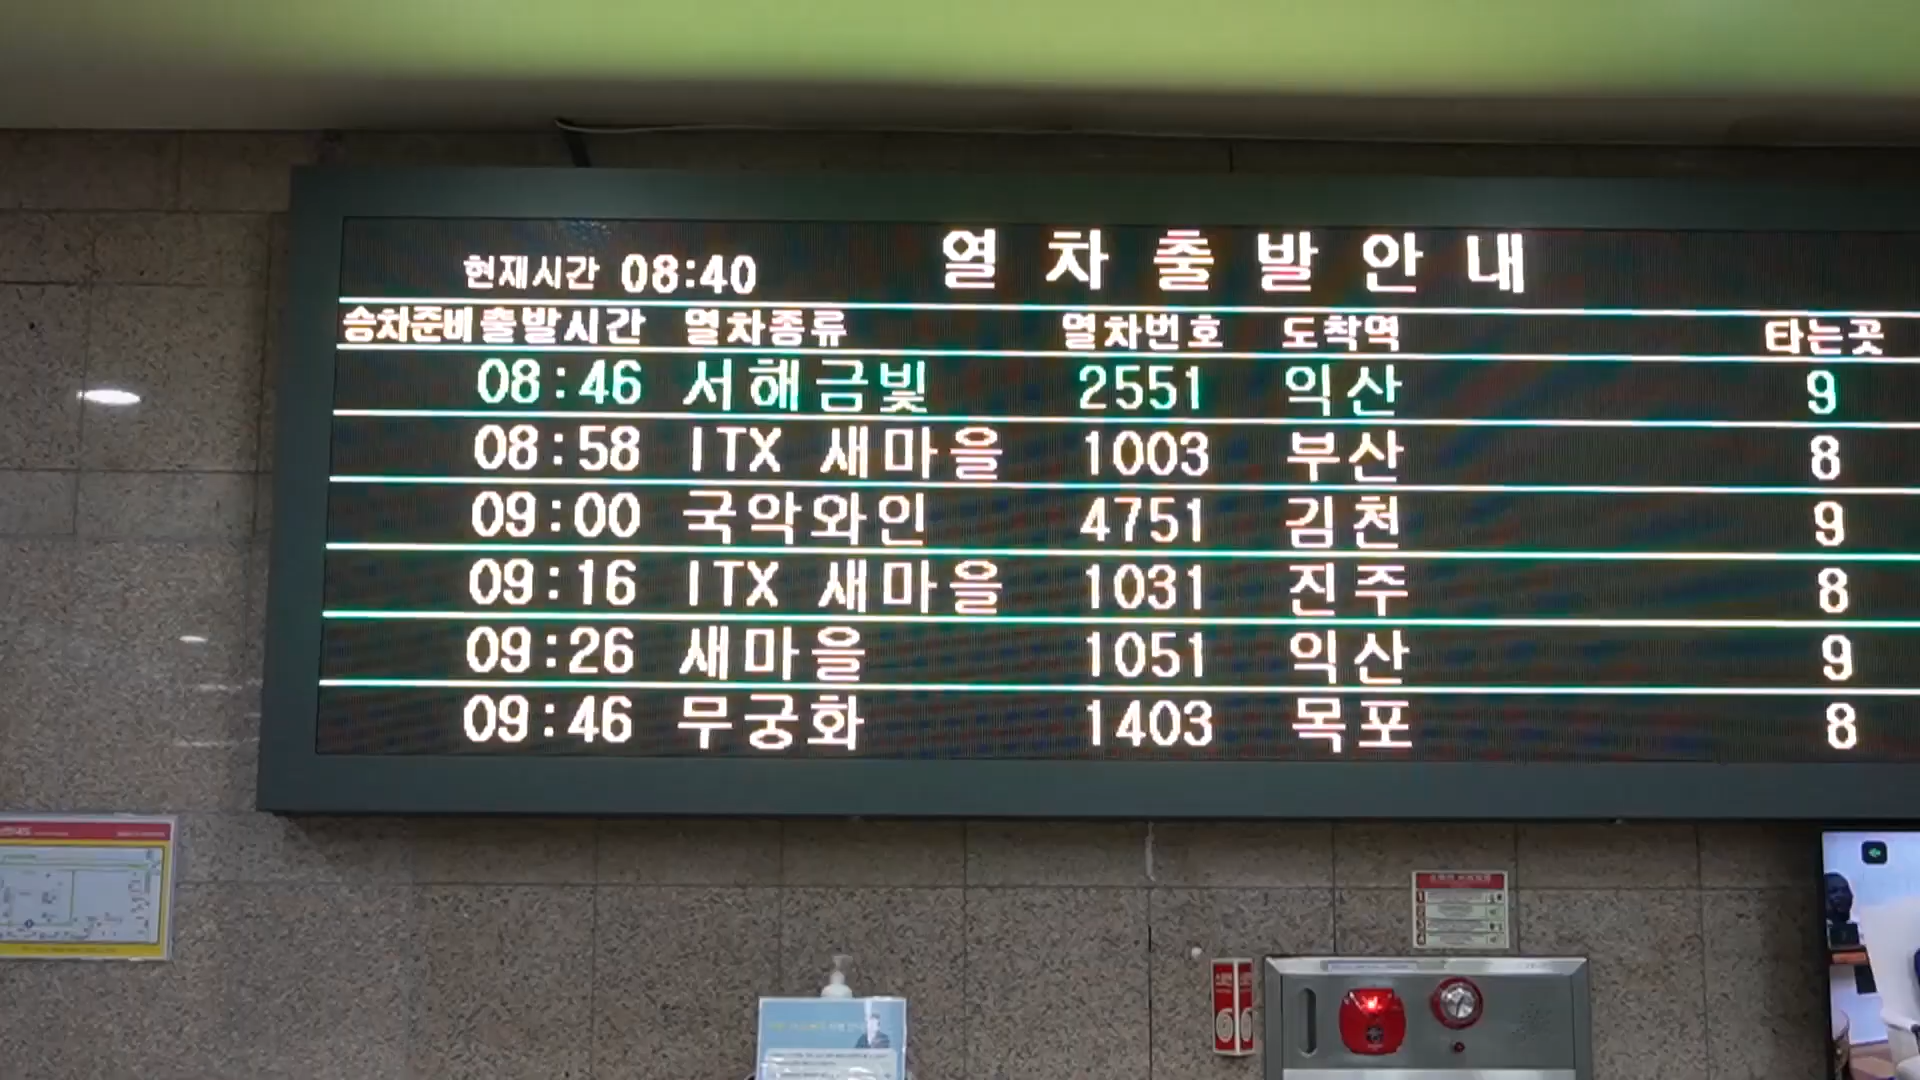 열차출발안내
현재시간 08:40
승차준비 출발시간 열차종류 열차번호 도착역 타는곳
08:46 서해금빛 2551 익산 9
08:58 ITX 새마을 1003 부산 8
09:00 국악와인 4751 김천 9
09:16 ITX 새마을 1031 진주 8
09:26 새마을 1051 익산 9
09:46 무궁화 1403 목포 8